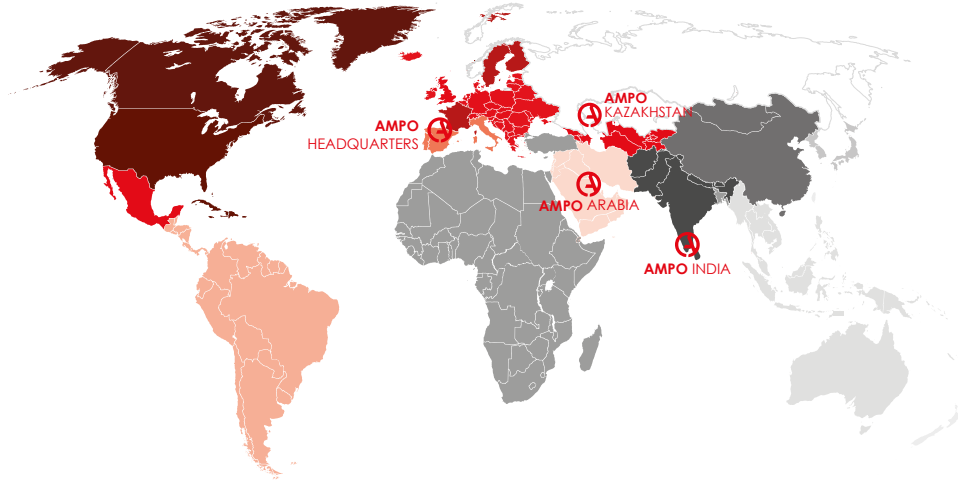 AMPO
KAZAKHSTAN
AMPO
HEADQUARTERS
AMPO ARABIA
AMPO INDIA